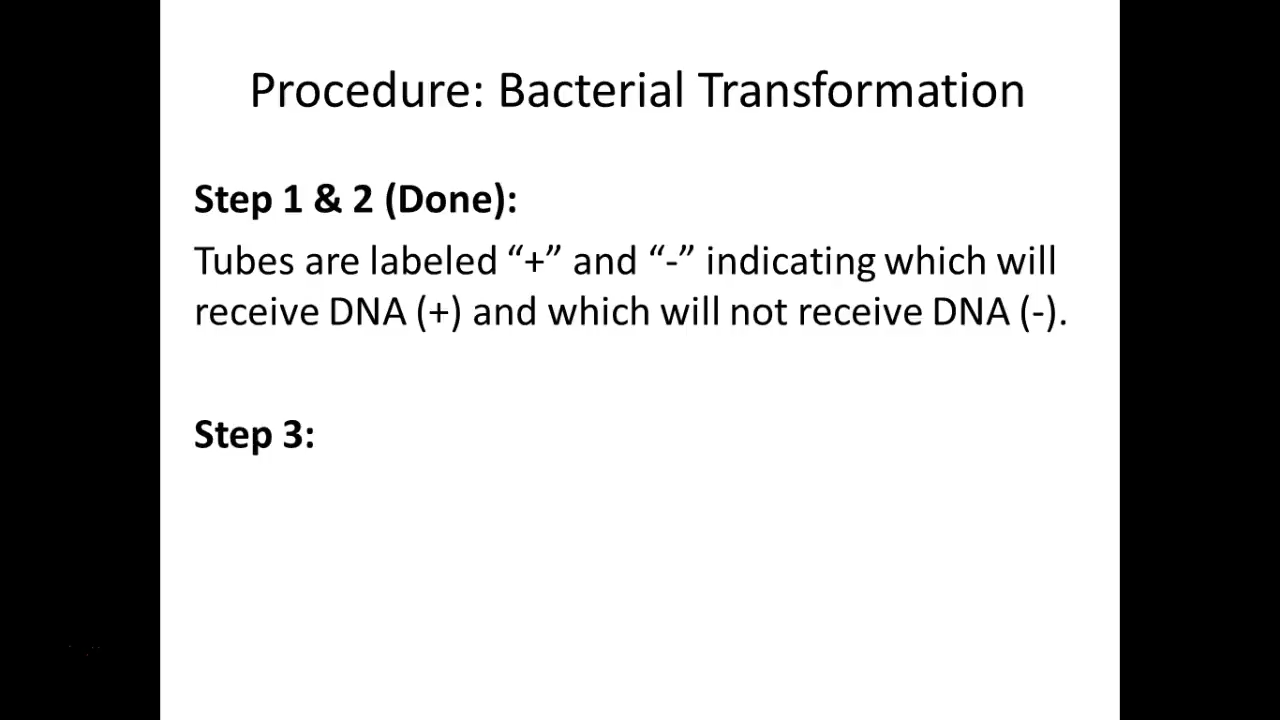 Procedure: Bacterial Transformation
Step 1 & 2 (Done):
Tubes are labeled “+” and “-” indicating which will
receive DNA (+) and which will not receive DNA (-).
Step 3: